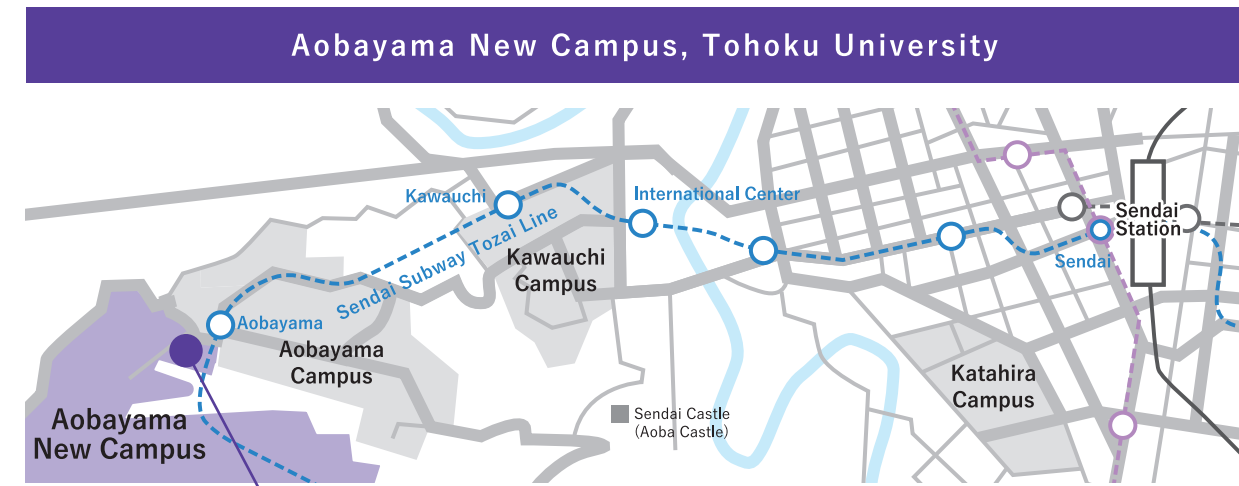 Aobayama New Campus, Tohoku University
Kawauchi
International Center
Sendai
Station
Sendai Subway Tozai Line
Kawauchi
Campus
Sendai
Aobayama
Aobayama
Campus
Katahira
Campus
Sendai Castle
(Aoba Castle)
Aobayama
New Campus